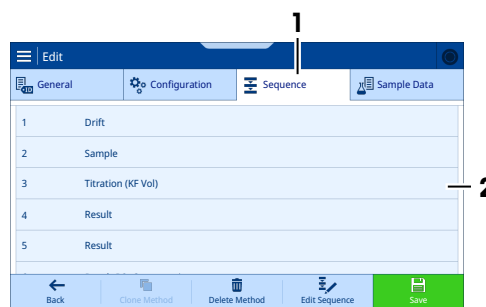 1
Edit
General
Configuration
Sequence
Sample Data
1 Drift
2 Sample
3 Titration (KF Vol)
2
4 Result
5 Result
Back
Clone Method
Delete Method
Edit Sequence
Save